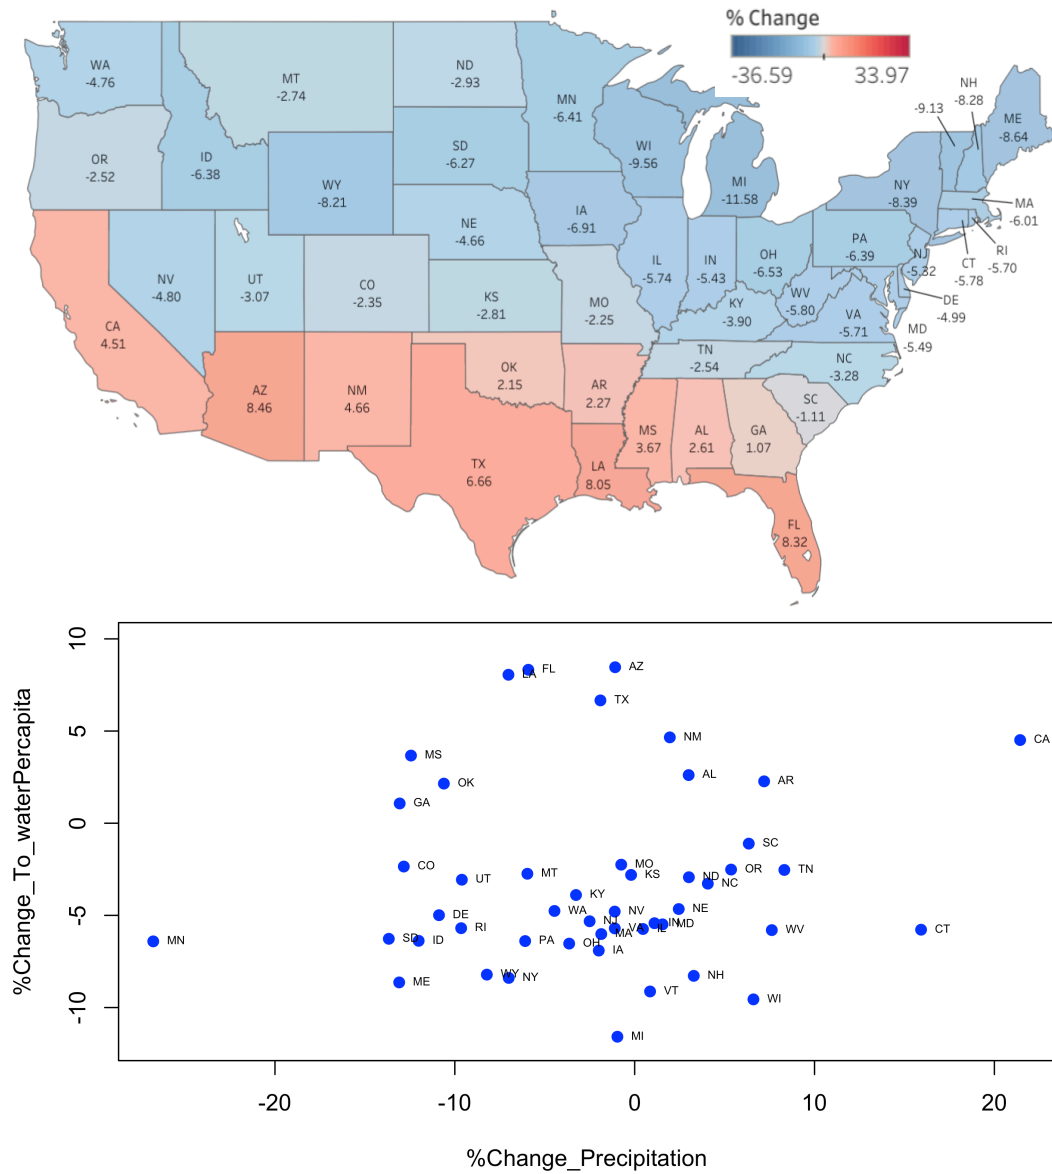 % Change
-36.59 33.97
WA
-4.76
MT
-2.74
ND
-2.93
MN
-6.41
NH
-8.28
-9.13
ME
-8.64
OR
-2.52
ID
-6.38
WY
-8.21
SD
-6.27
WI
-9.56
MI
-11.58
NY
-8.39
MA
-6.01
NE
-4.66
IA
-6.91
IL
-5.74
IN
-5.43
OH
-6.53
PA
-6.39
NJ
-5.32
CT
-5.78
RI
-5.70
NV
-4.80
UT
-3.07
CO
-2.35
KS
-2.81
MO
-2.25
KY
-3.90
WV
-5.80
VA
-5.71
DE
-4.99
MD
-5.49
CA
4.51
AZ
8.46
NM
4.66
OK
2.15
AR
2.27
TN
-2.54
NC
-3.28
SC
-1.11
TX
6.66
LA
8.05
MS
3.67
AL
2.61
GA
1.07
FL
8.32
%Change_To_waterPercapita
10
5
0
-5
-10
LA
FL
AZ
TX
NM
CA
MS
OK
AL
AR
GA
SC
CO
UT
MT
MO
KS
ND
NC
OR
TN
KY
DE
WA
NV
NE
MN
SD
ID
RI
PA
OH
NJ
MA
VA
IA
IL
IN
MD
WV
CT
ME
WY
NY
VT
NH
WI
MI
-20 -10 0 10 20
%Change_Precipitation